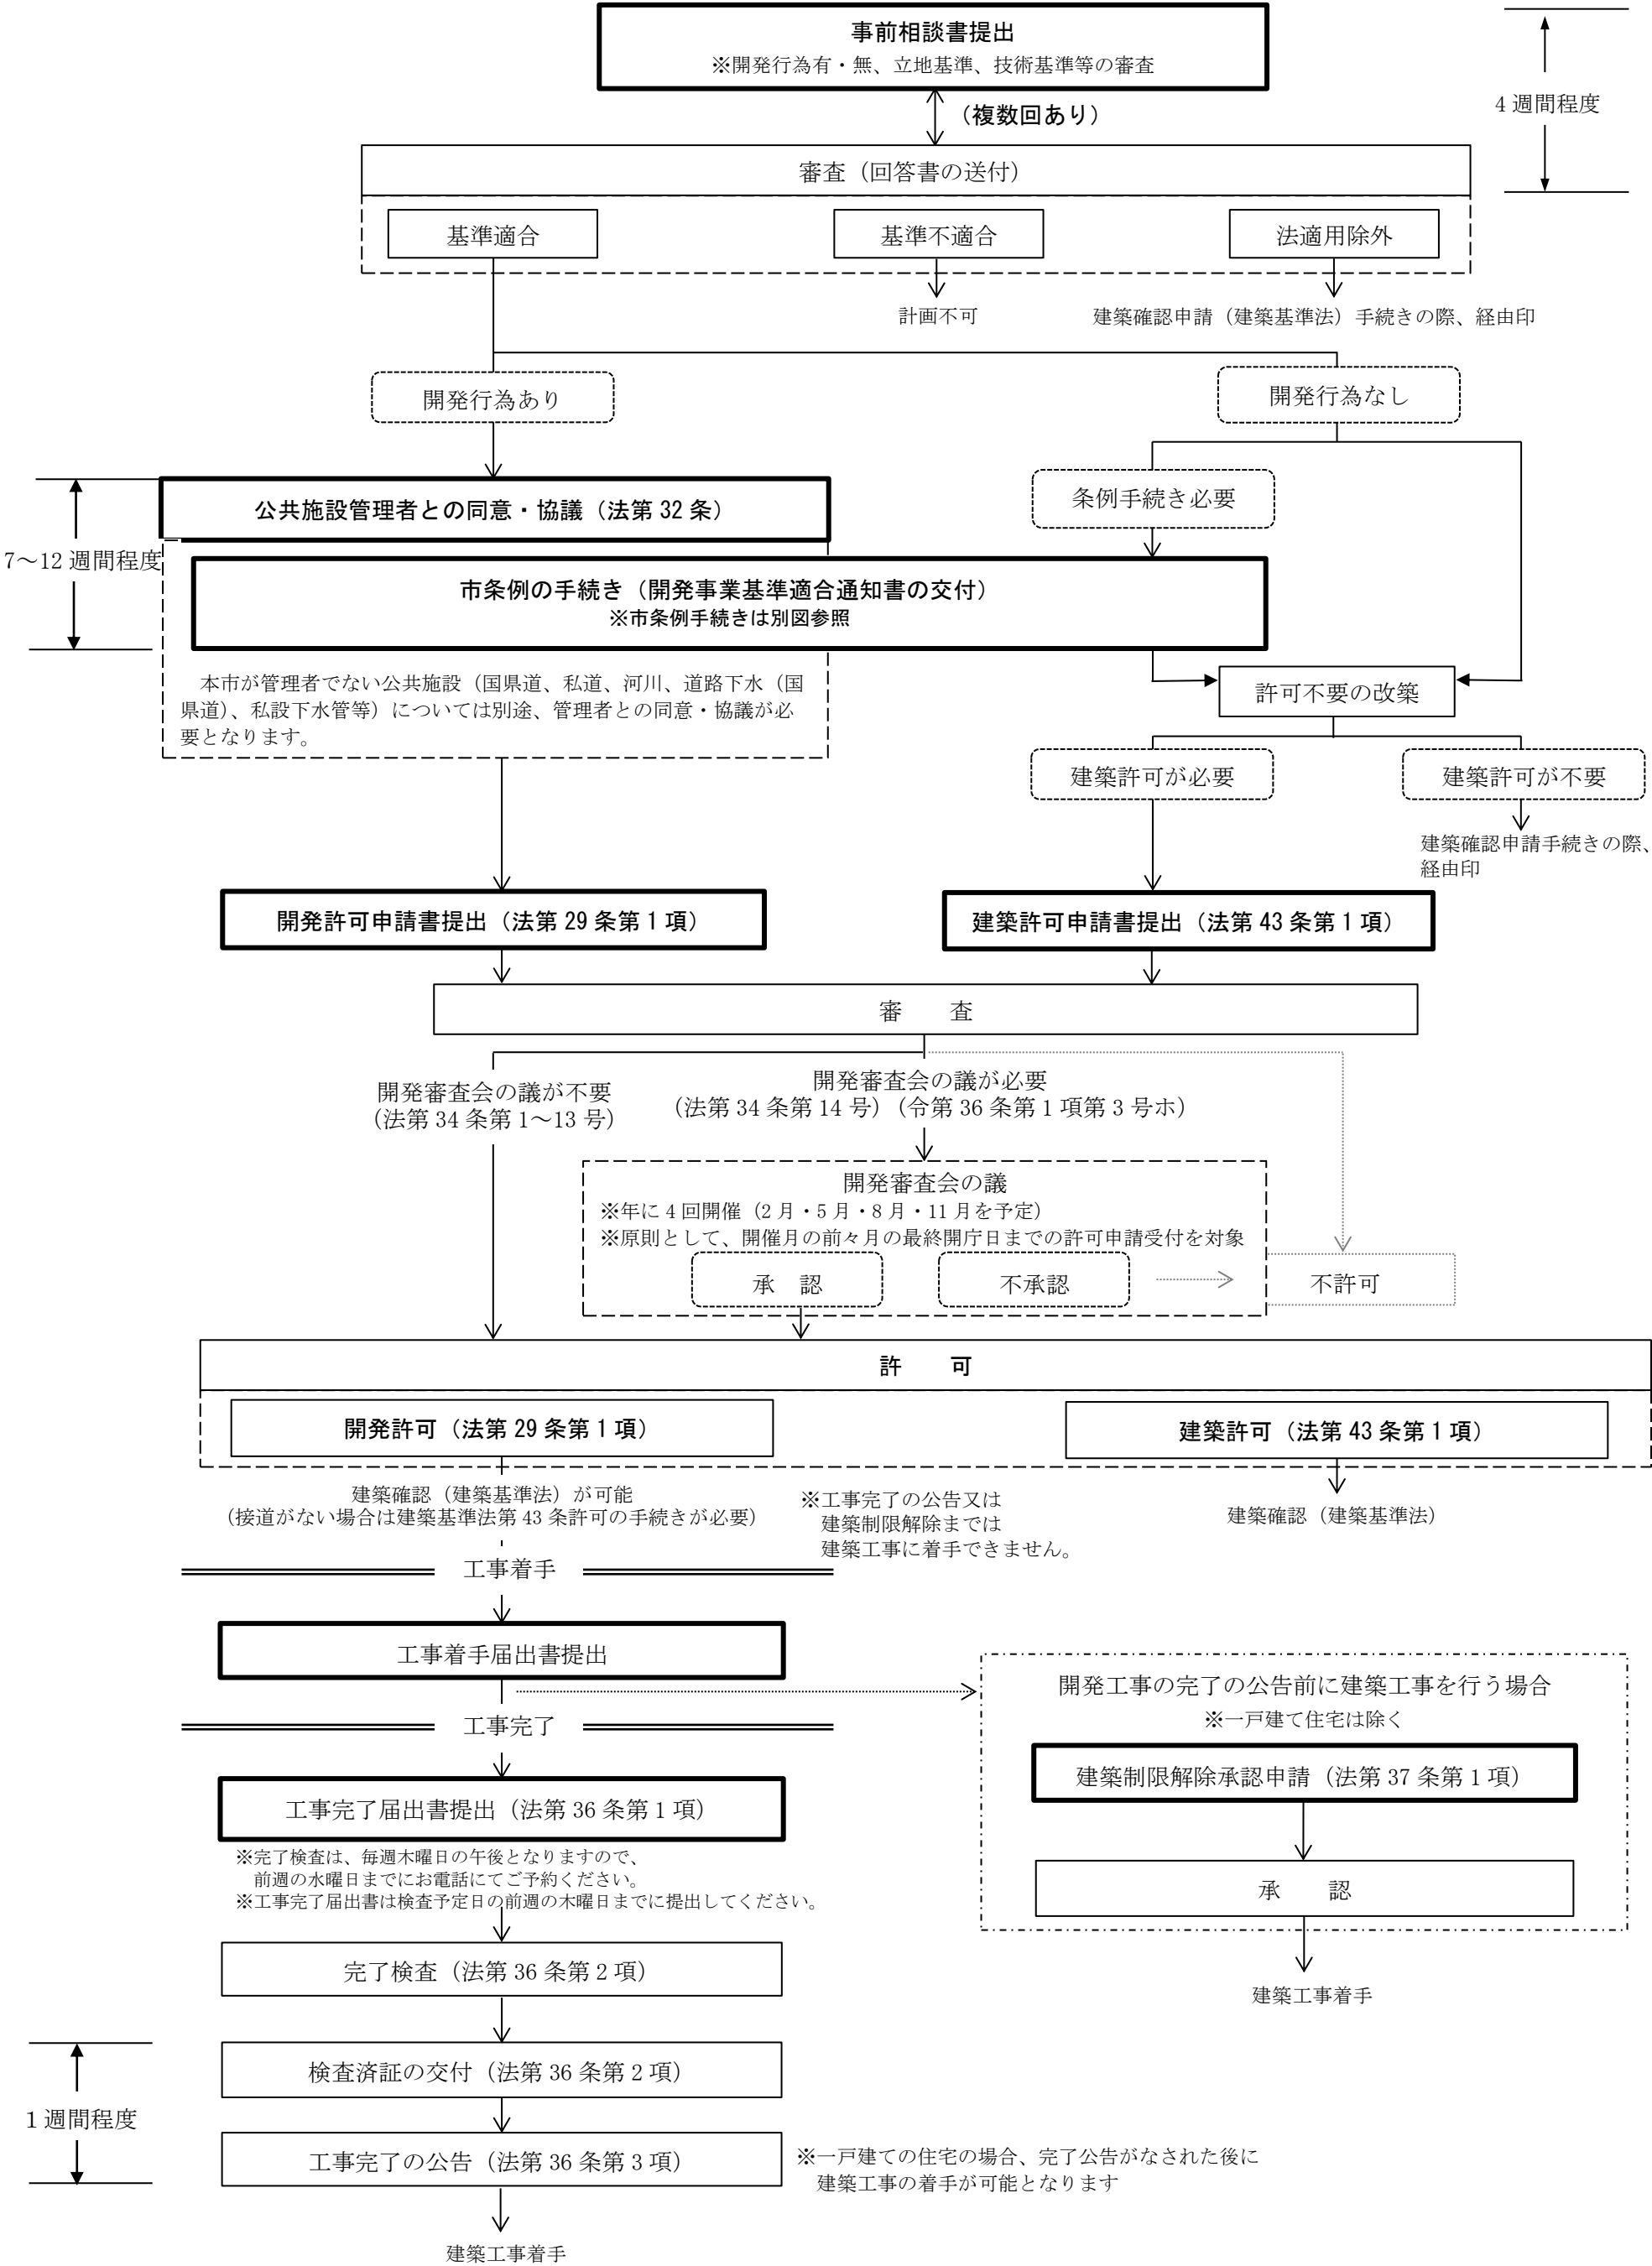 事前相談書提出
※開発行為有・無、立地基準、技術基準等の審査
4 週間程度
（複数回あり）
審査（回答書の送付）
基準適合
基準不適合
法適用除外
計画不可
建築確認申請（建築基準法）手続きの際、経由印
開発行為あり
開発行為なし
条例手続き必要
公共施設管理者との同意・協議（法第 32 条）
7～12 週間程度
市条例の手続き（開発事業基準適合通知書の交付）
※市条例手続きは別図参照
本市が管理者でない公共施設（国県道、私道、河川、道路下水（国
県道）、私設下水管等）については別途、管理者との同意・協議が必
要となります。
許可不要の改築
建築許可が必要
建築許可が不要
建築確認申請手続きの際、
経由印
開発許可申請書提出（法第 29 条第 1 項）
建築許可申請書提出（法第 43 条第 1 項）
審　　査
開発審査会の議が不要
（法第 34 条第 1～13 号）
開発審査会の議が必要
（法第 34 条第 14 号）（令第 36 条第 1 項第 3 号ホ）
開発審査会の議
※年に 4 回開催（2 月・5 月・8 月・11 月を予定）
※原則として、開催月の前々月の最終開庁日までの許可申請受付を対象
承　認
不承認
不許可
許　　可
開発許可（法第 29 条第 1 項）
建築許可（法第 43 条第 1 項）
建築確認（建築基準法）が可能
（接道がない場合は建築基準法第 43 条許可の手続きが必要）
※工事完了の公告又は
建築制限解除までは
建築工事に着手できません。
建築確認（建築基準法）
工事着手
工事着手届出書提出
工事完了
開発工事の完了の公告前に建築工事を行う場合
※一戸建て住宅は除く
建築制限解除承認申請（法第 37 条第 1 項）
承　　認
建築工事着手
工事完了届出書提出（法第 36 条第 1 項）
※完了検査は、毎週木曜日の午後となりますので、
前週の水曜日までにお電話にてご予約ください。
※工事完了届出書は検査予定日の前週の木曜日までに提出してください。
完了検査（法第 36 条第 2 項）
検査済証の交付（法第 36 条第 2 項）
1 週間程度
工事完了の公告（法第 36 条第 3 項）
※一戸建ての住宅の場合、完了公告がなされた後に
建築工事の着手が可能となります
建築工事着手